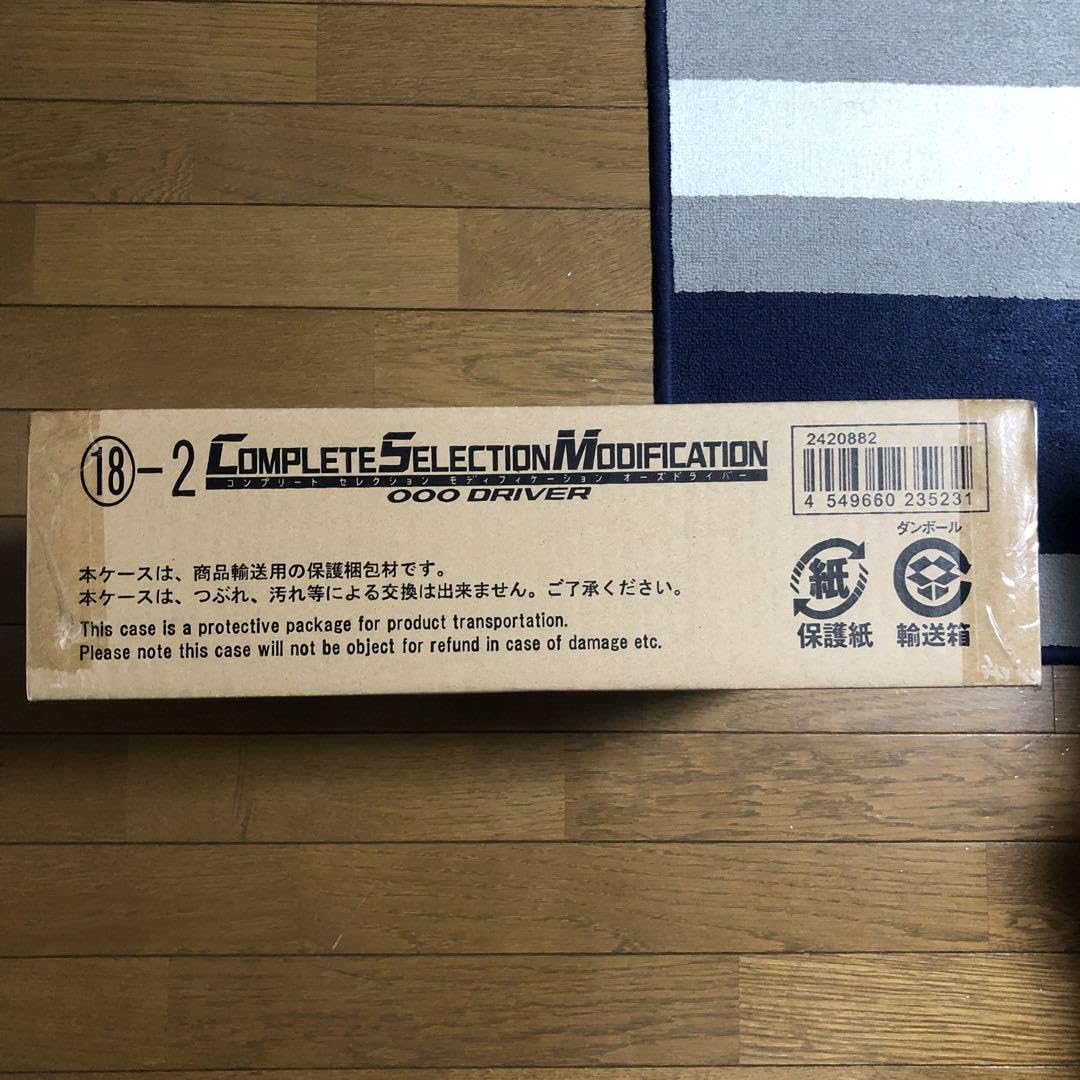 ⑱-2 COMPLETE SELECTION MODIFICATION
コンプリート セレクション モディフィケーション オーズドライバー
OOO DRIVER
2420882
4 549660 235231
本ケースは、商品輸送用の保護梱包材です。
本ケースは、つぶれ、汚れ等による交換は出来ません。ご了承ください。
This case is a protective package for product transportation.
Please note this case will not be object for refund in case of damage etc.
紙
保護紙
ダンボール
輸送箱